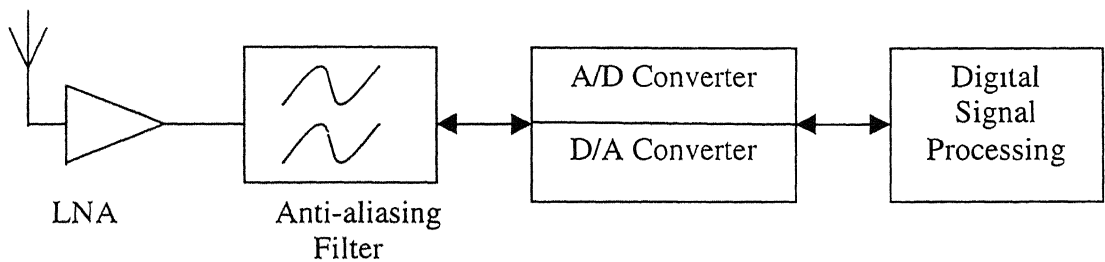 LNA
Anti-aliasing
Filter
A/D Converter
D/A Converter
Digital
Signal
Processing